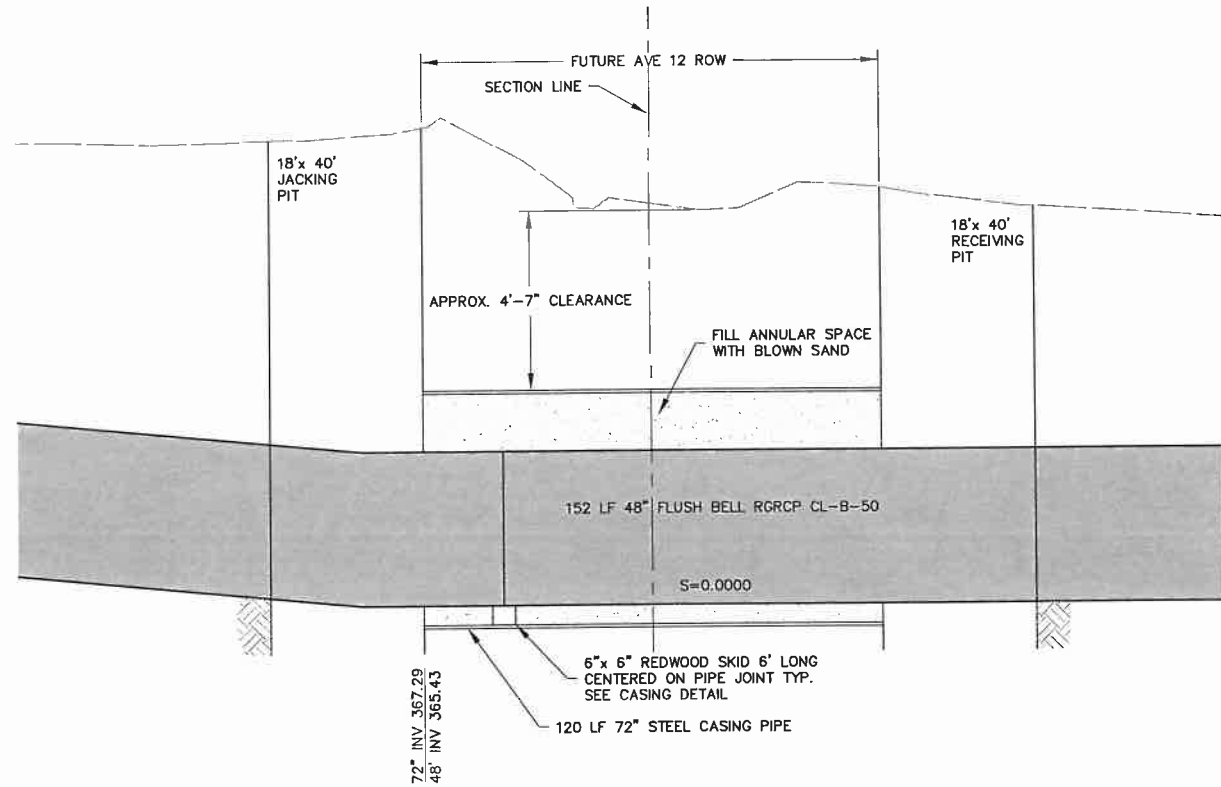 FUTURE AVE 12 ROW
SECTION LINE
18'x 40'
JACKING
PIT
18'x 40'
RECEIVING
PIT
APPROX. 4'-7" CLEARANCE
FILL ANNULAR SPACE
WITH BLOWN SAND
152 LF 48" FLUSH BELL RGRCP CL-B-50
S=0.0000
6"x 6" REDWOOD SKID 6' LONG
CENTERED ON PIPE JOINT TYP.
SEE CASING DETAIL
120 LF 72" STEEL CASING PIPE
72" INV 367.29
48' INV 365.43